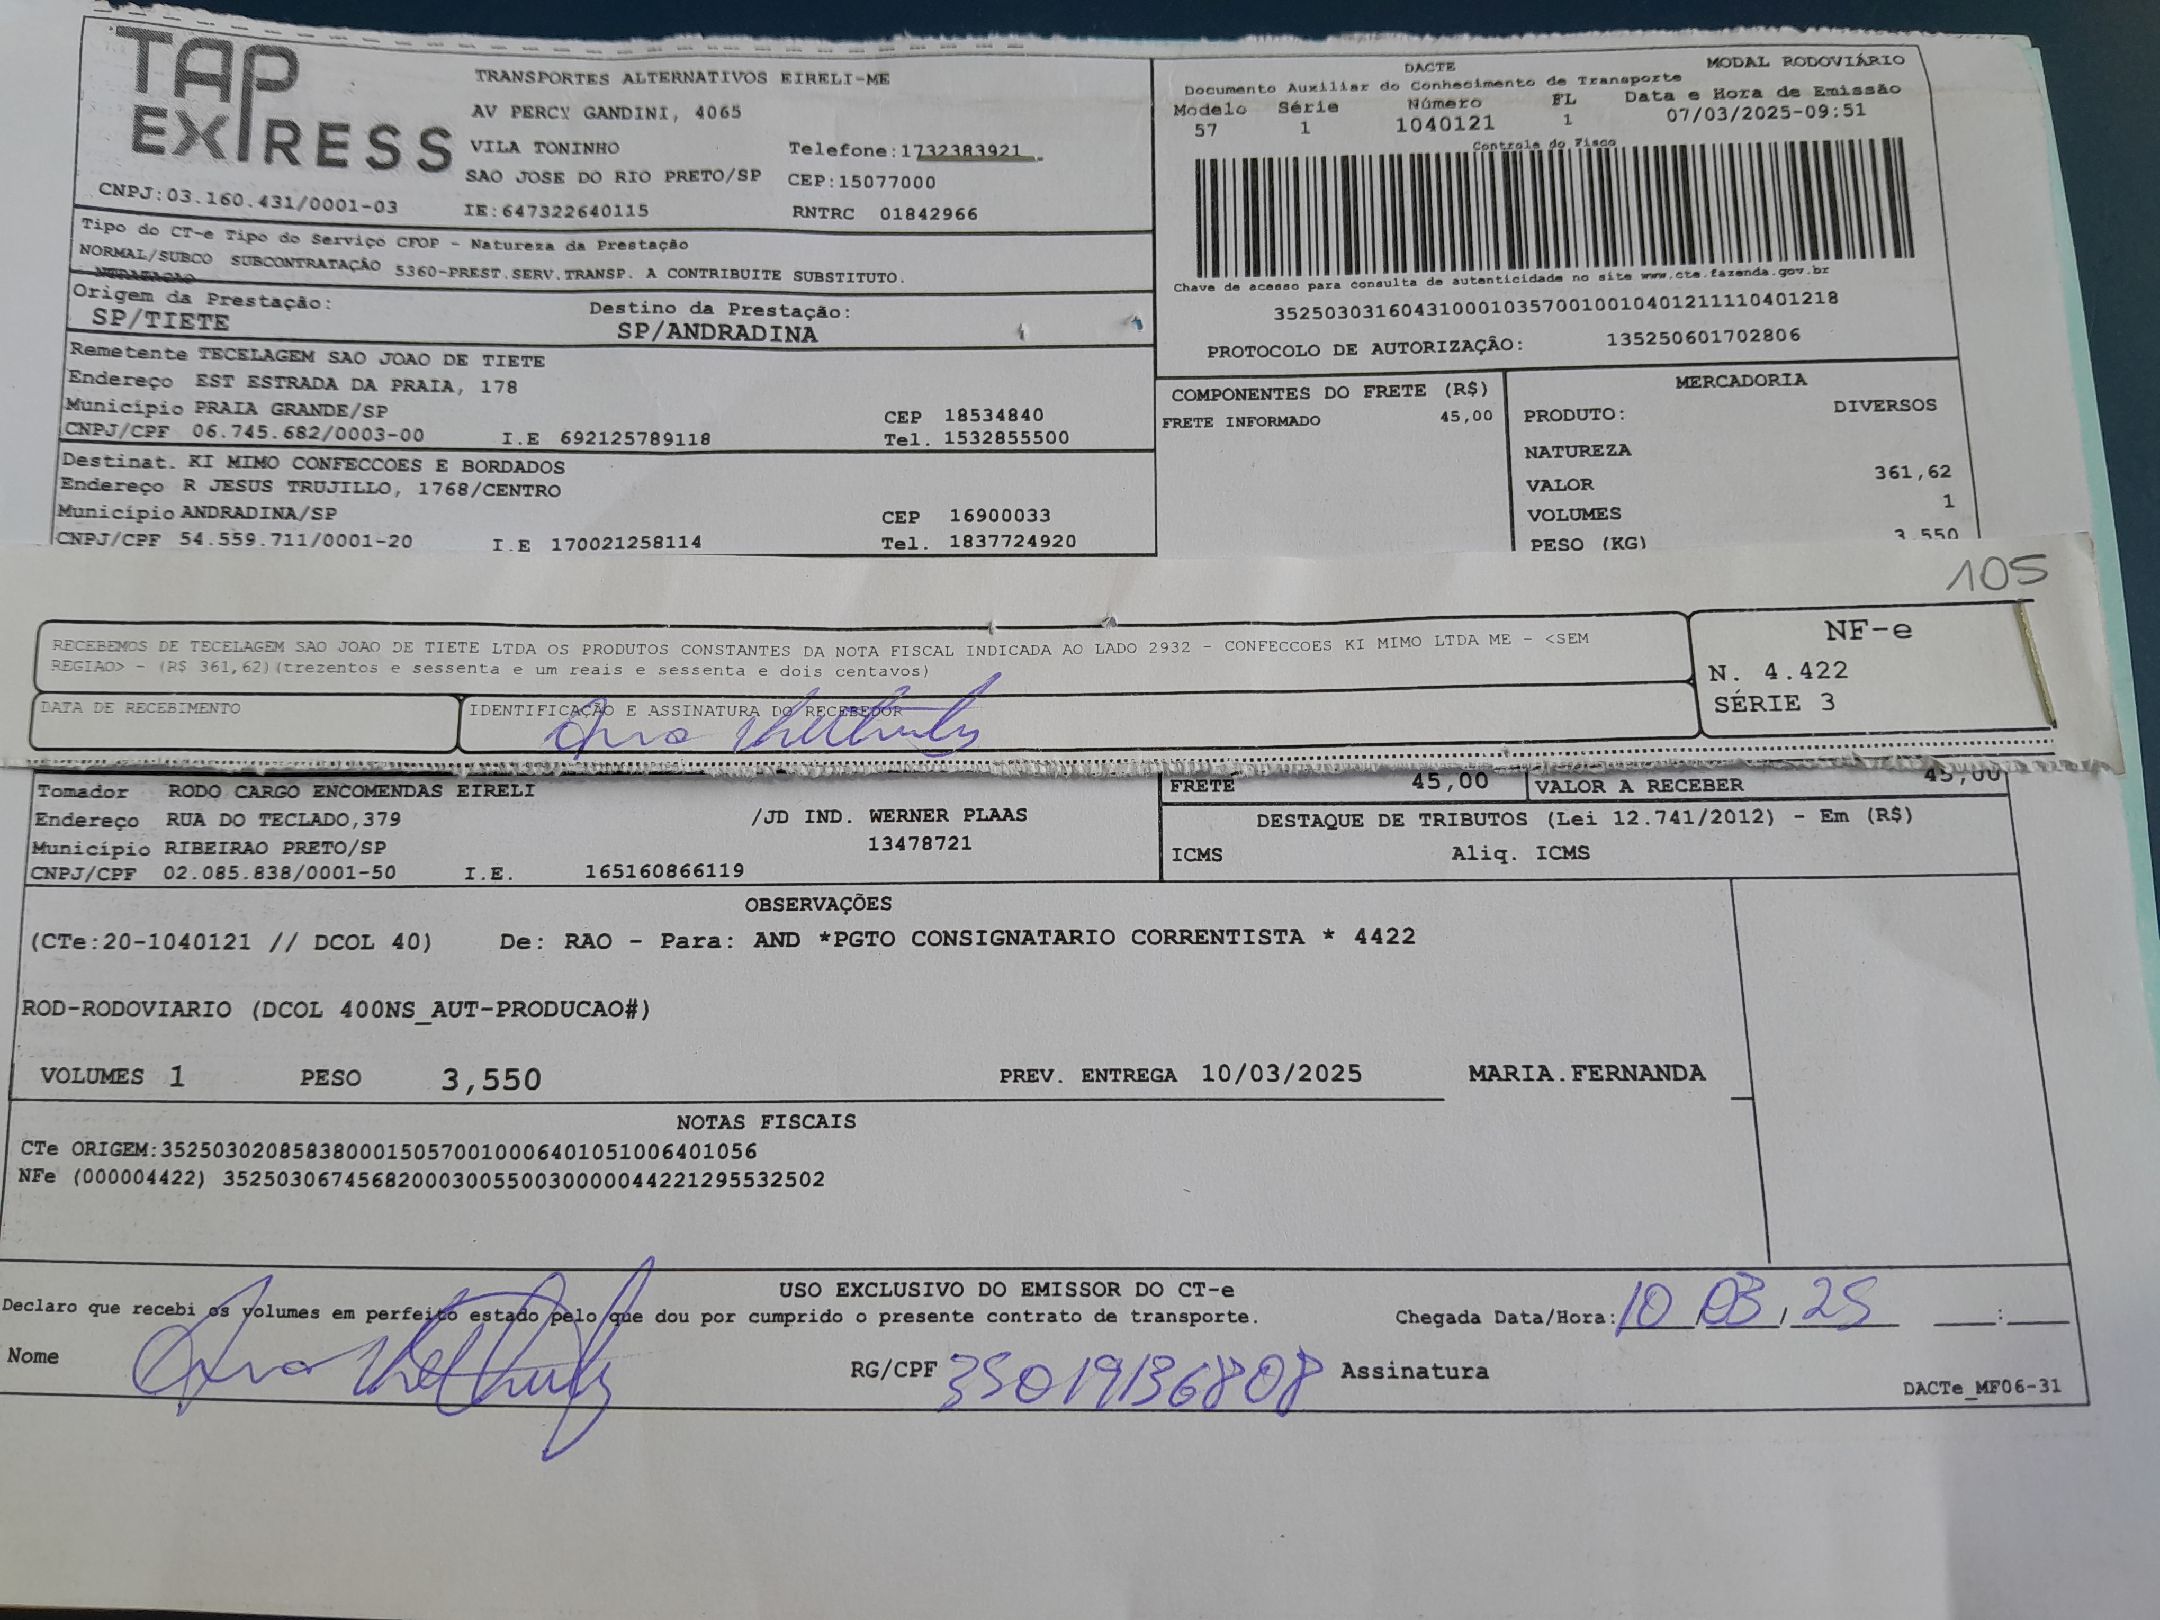 TAP EXPRESS
TRANSPORTES ALTERNATIVOS EIRELI-ME
AV PERCY GANDINI, 4065
VILA TONINHO Telefone:1732383921
SAO JOSE DO RIO PRETO/SP CEP:15077000
CNPJ:03.160.431/0001-03 IE:647322640115 RNTRC 01842966
DACTE MODAL RODOVIÁRIO
Documento Auxiliar do Conhecimento de Transporte
Modelo Série Número FL Data e Hora de Emissão
57 1 1040121 1 07/03/2025-09:51
Controle do Fisco
Chave de acesso para consulta de autenticidade no site www.cte.fazenda.gov.br
35250303160431000103570010010401211110401218
PROTOCOLO DE AUTORIZAÇÃO: 135250601702806
Tipo do CT-e Tipo do Serviço CFOP - Natureza da Prestação
NORMAL/SUBCO SUBCONTRATAÇÃO 5360-PREST.SERV.TRANSP. A CONTRIBUITE SUBSTITUTO.
NTRATACAO
Origem da Prestação: Destino da Prestação:
SP/TIETE SP/ANDRADINA
Remetente TECELAGEM SAO JOAO DE TIETE
Endereço EST ESTRADA DA PRAIA, 178
Município PRAIA GRANDE/SP CEP 18534840
CNPJ/CPF 06.745.682/0003-00 I.E 692125789118 Tel. 1532855500
Destinat. KI MIMO CONFECCOES E BORDADOS
Endereço R JESUS TRUJILLO, 1768/CENTRO
Município ANDRADINA/SP CEP 16900033
CNPJ/CPF 54.559.711/0001-20 I.E 170021258114 Tel. 1837724920
COMPONENTES DO FRETE (R$)
FRETE INFORMADO 45,00
MERCADORIA
PRODUTO: DIVERSOS
NATUREZA
VALOR 361,62
VOLUMES 1
PESO (KG) 3,550
105
RECEBEMOS DE TECELAGEM SAO JOAO DE TIETE LTDA OS PRODUTOS CONSTANTES DA NOTA FISCAL INDICADA AO LADO 2932 - CONFECCOES KI MIMO LTDA ME - <SEM
REGIAO> - (R$ 361,62)(trezentos e sessenta e um reais e sessenta e dois centavos)
DATA DE RECEBIMENTO IDENTIFICAÇÃO E ASSINATURA DO RECEBEDOR
NF-e
N. 4.422
SÉRIE 3
Tomador RODO CARGO ENCOMENDAS EIRELI
Endereço RUA DO TECLADO,379 /JD IND. WERNER PLAAS
Município RIBEIRAO PRETO/SP 13478721
CNPJ/CPF 02.085.838/0001-50 I.E. 165160866119
FRETE 45,00 VALOR A RECEBER 45,00
DESTAQUE DE TRIBUTOS (Lei 12.741/2012) - Em (R$)
ICMS Aliq. ICMS
OBSERVAÇÕES
(CTe:20-1040121 // DCOL 40) De: RAO - Para: AND *PGTO CONSIGNATARIO CORRENTISTA * 4422
ROD-RODOVIARIO (DCOL 400NS_AUT-PRODUCAO#)
VOLUMES 1 PESO 3,550 PREV. ENTREGA 10/03/2025 MARIA.FERNANDA
NOTAS FISCAIS
CTe ORIGEM:35250302085838000150570010006401051006401056
NFe (000004422) 35250306745682000300550030000044221295532502
USO EXCLUSIVO DO EMISSOR DO CT-e
Declaro que recebi os volumes em perfeito estado pelo que dou por cumprido o presente contrato de transporte. Chegada Data/Hora: 10/03/25 __:__
Nome RG/CPF 35019136808 Assinatura
DACTe_MF06-31